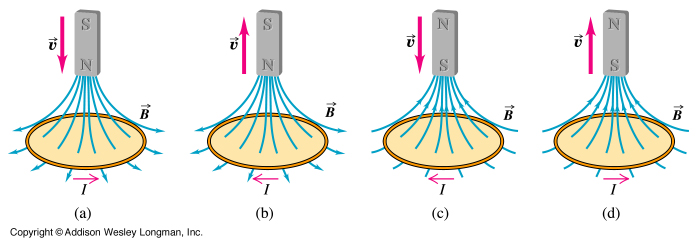 S S N N
v⃗ v⃗ v⃗ v⃗
N N S S
B⃗ B⃗ B⃗ B⃗
I I I I
(a) (b) (c) (d)
Copyright © Addison Wesley Longman, Inc.